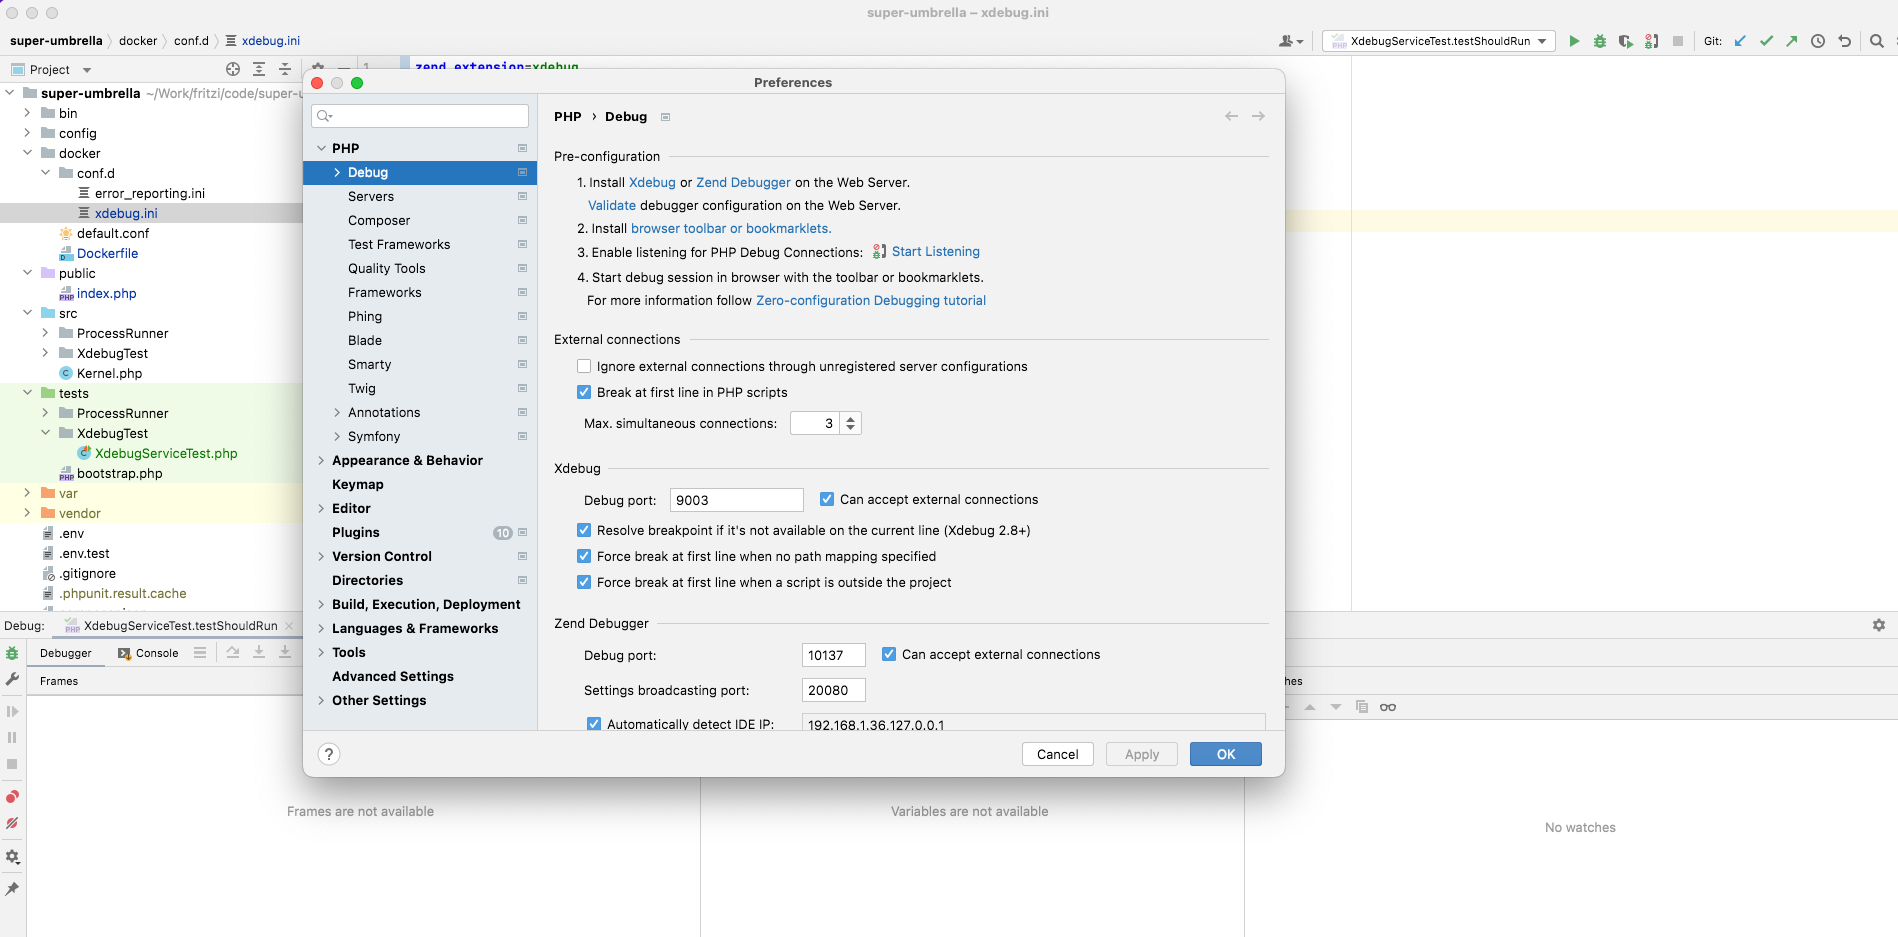 super-umbrella – xdebug.ini
super-umbrella docker conf.d xdebug.ini
XdebugServiceTest.testShouldRun Git:
Project
1 zend_extension=xdebug
super-umbrella ~/Work/fritzi/code/super-u
bin
config
docker
conf.d
error_reporting.ini
xdebug.ini
default.conf
Dockerfile
public
index.php
src
ProcessRunner
XdebugTest
Kernel.php
tests
ProcessRunner
XdebugTest
XdebugServiceTest.php
bootstrap.php
var
vendor
.env
.env.test
.gitignore
.phpunit.result.cache
Preferences
PHP
Debug
Servers
Composer
Test Frameworks
Quality Tools
Frameworks
Phing
Blade
Smarty
Twig
Annotations
Symfony
Appearance & Behavior
Keymap
Editor
Plugins 10
Version Control
Directories
Build, Execution, Deployment
Languages & Frameworks
Tools
Advanced Settings
Other Settings
PHP › Debug
Pre-configuration
1. Install Xdebug or Zend Debugger on the Web Server.
Validate debugger configuration on the Web Server.
2. Install browser toolbar or bookmarklets.
3. Enable listening for PHP Debug Connections: Start Listening
4. Start debug session in browser with the toolbar or bookmarklets.
For more information follow Zero-configuration Debugging tutorial
External connections
Ignore external connections through unregistered server configurations
Break at first line in PHP scripts
Max. simultaneous connections: 3
Xdebug
Debug port: 9003 Can accept external connections
Resolve breakpoint if it's not available on the current line (Xdebug 2.8+)
Force break at first line when no path mapping specified
Force break at first line when a script is outside the project
Zend Debugger
Debug port: 10137 Can accept external connections
Settings broadcasting port: 20080
Automatically detect IDE IP: 192.168.1.36,127.0.0.1
? Cancel Apply OK
Debug: XdebugServiceTest.testShouldRun
Debugger Console
Frames
hes
Frames are not available
Variables are not available
No watches